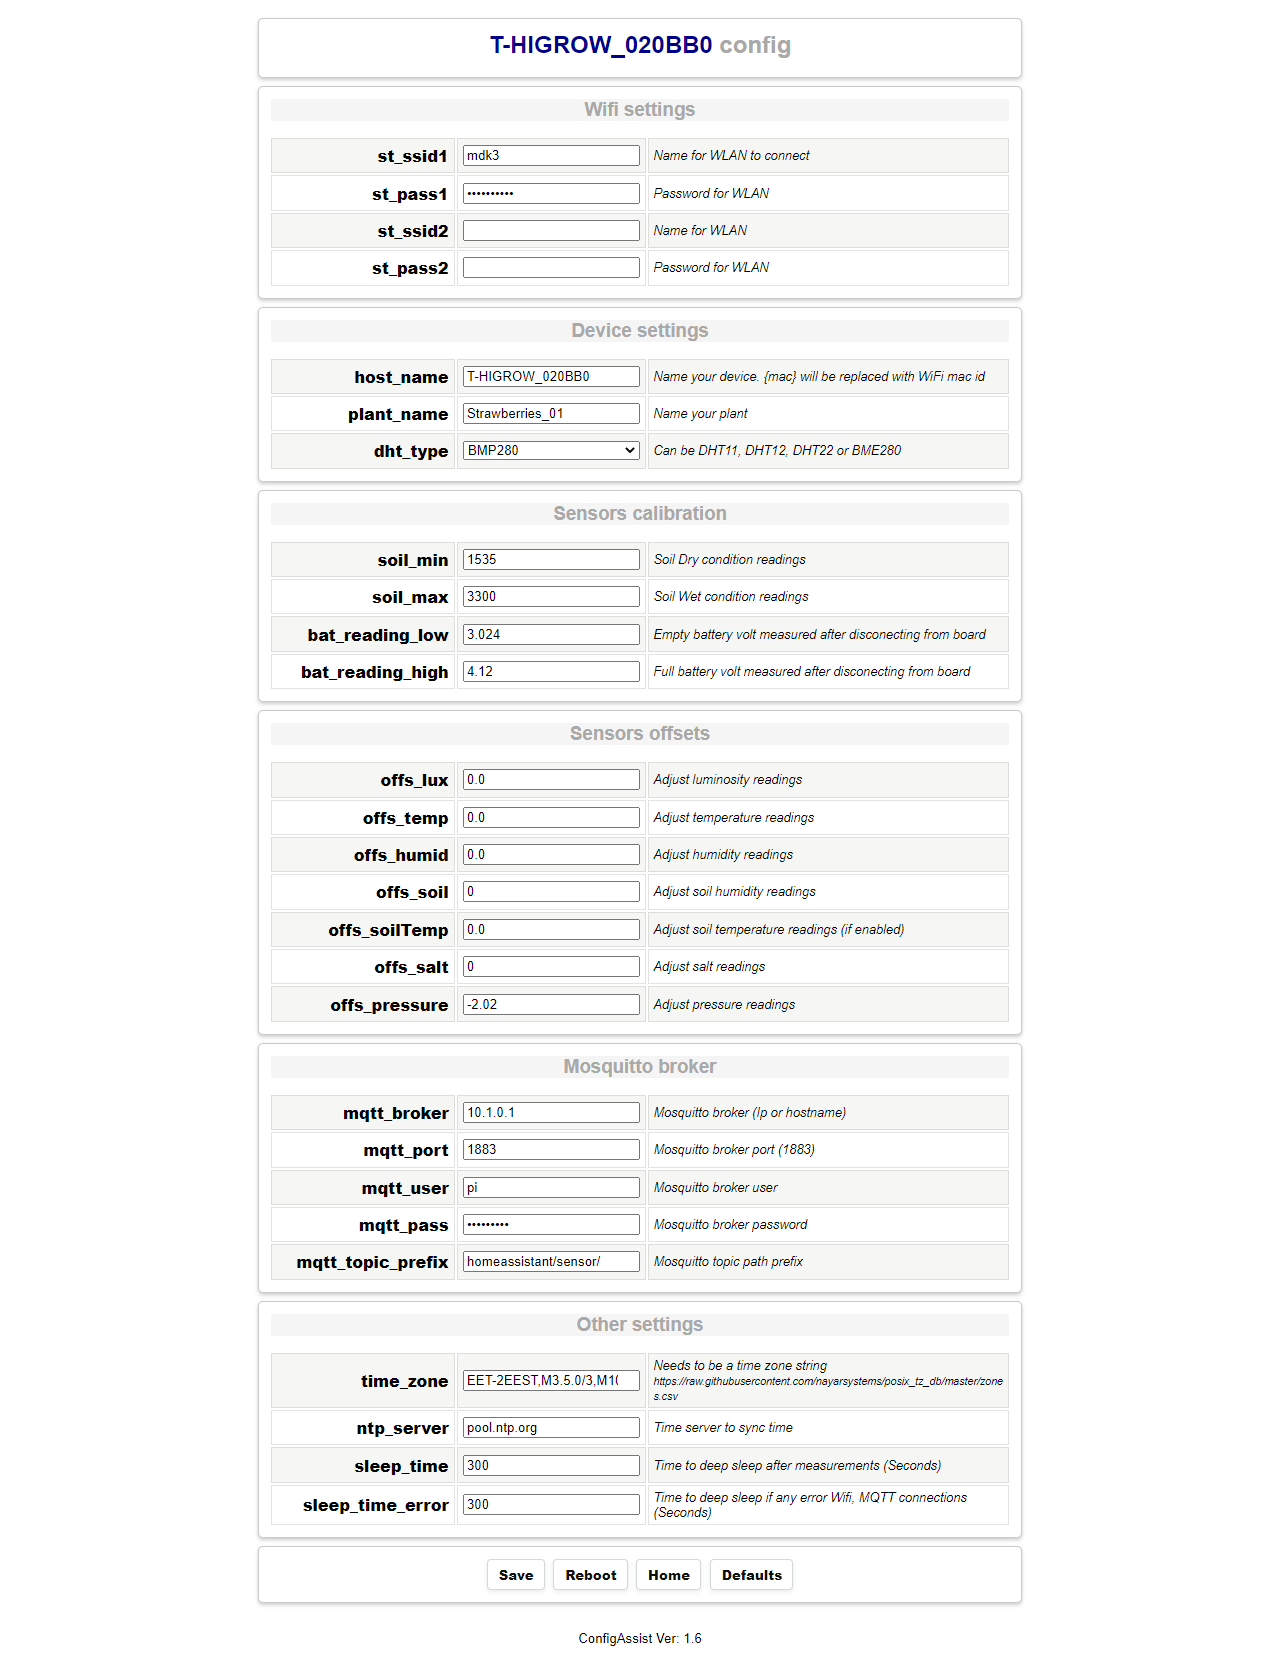 T-HIGROW_020BB0 config
Wifi settings
st_ssid1 mdk3 Name for WLAN to connect
st_pass1 •••••••••• Password for WLAN
st_ssid2 Name for WLAN
st_pass2 Password for WLAN
Device settings
host_name T-HIGROW_020BB0 Name your device. {mac} will be replaced with WiFi mac id
plant_name Strawberries_01 Name your plant
dht_type BMP280 Can be DHT11, DHT12, DHT22 or BME280
Sensors calibration
soil_min 1535 Soil Dry condition readings
soil_max 3300 Soil Wet condition readings
bat_reading_low 3.024 Empty battery volt measured after disconecting from board
bat_reading_high 4.12 Full battery volt measured after disconecting from board
Sensors offsets
offs_lux 0.0 Adjust luminosity readings
offs_temp 0.0 Adjust temperature readings
offs_humid 0.0 Adjust humidity readings
offs_soil 0 Adjust soil humidity readings
offs_soilTemp 0.0 Adjust soil temperature readings (if enabled)
offs_salt 0 Adjust salt readings
offs_pressure -2.02 Adjust pressure readings
Mosquitto broker
mqtt_broker 10.1.0.1 Mosquitto broker (Ip or hostname)
mqtt_port 1883 Mosquitto broker port (1883)
mqtt_user pi Mosquitto broker user
mqtt_pass ••••••••• Mosquitto broker password
mqtt_topic_prefix homeassistant/sensor/ Mosquitto topic path prefix
Other settings
Needs to be a time zone string
time_zone EET-2EEST,M3.5.0/3,M10 https://raw.githubusercontent.com/nayarsystems/posix_tz_db/master/zone
s.csv
ntp_server pool.ntp.org Time server to sync time
sleep_time 300 Time to deep sleep after measurements (Seconds)
sleep_time_error 300 Time to deep sleep if any error Wifi, MQTT connections
(Seconds)
Save Reboot Home Defaults
ConfigAssist Ver: 1.6